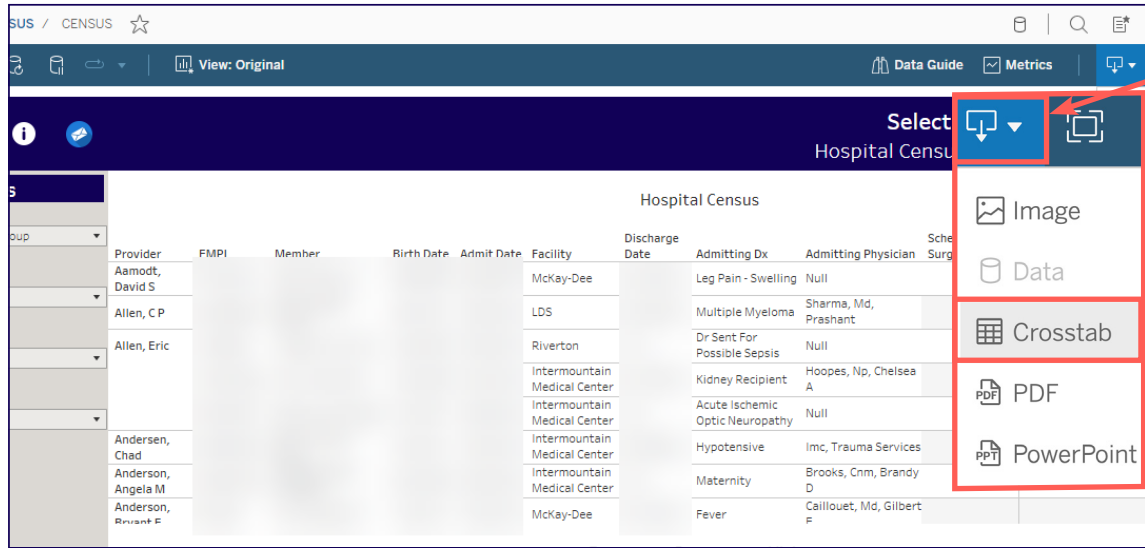 SUS / CENSUS
View: Original
Data Guide
Metrics
i
Select
Hospital Censu
S
oup
Hospital Census
Provider EMPI Member Birth Date Admit Date Facility Discharge Date Admitting Dx Admitting Physician Sche Surg
Aamodt, David S McKay-Dee Leg Pain - Swelling Null
Allen, C P LDS Multiple Myeloma Sharma, Md, Prashant
Allen, Eric Riverton Dr Sent For Possible Sepsis Null
Intermountain Medical Center Kidney Recipient Hoopes, Np, Chelsea A
Intermountain Medical Center Acute Ischemic Optic Neuropathy Null
Andersen, Chad Intermountain Medical Center Hypotensive Imc, Trauma Services
Anderson, Angela M Intermountain Medical Center Maternity Brooks, Cnm, Brandy D
Anderson, Bryant E McKay-Dee Fever Caillouet, Md, Gilbert E
Image
Data
Crosstab
PDF PDF
PPT PowerPoint